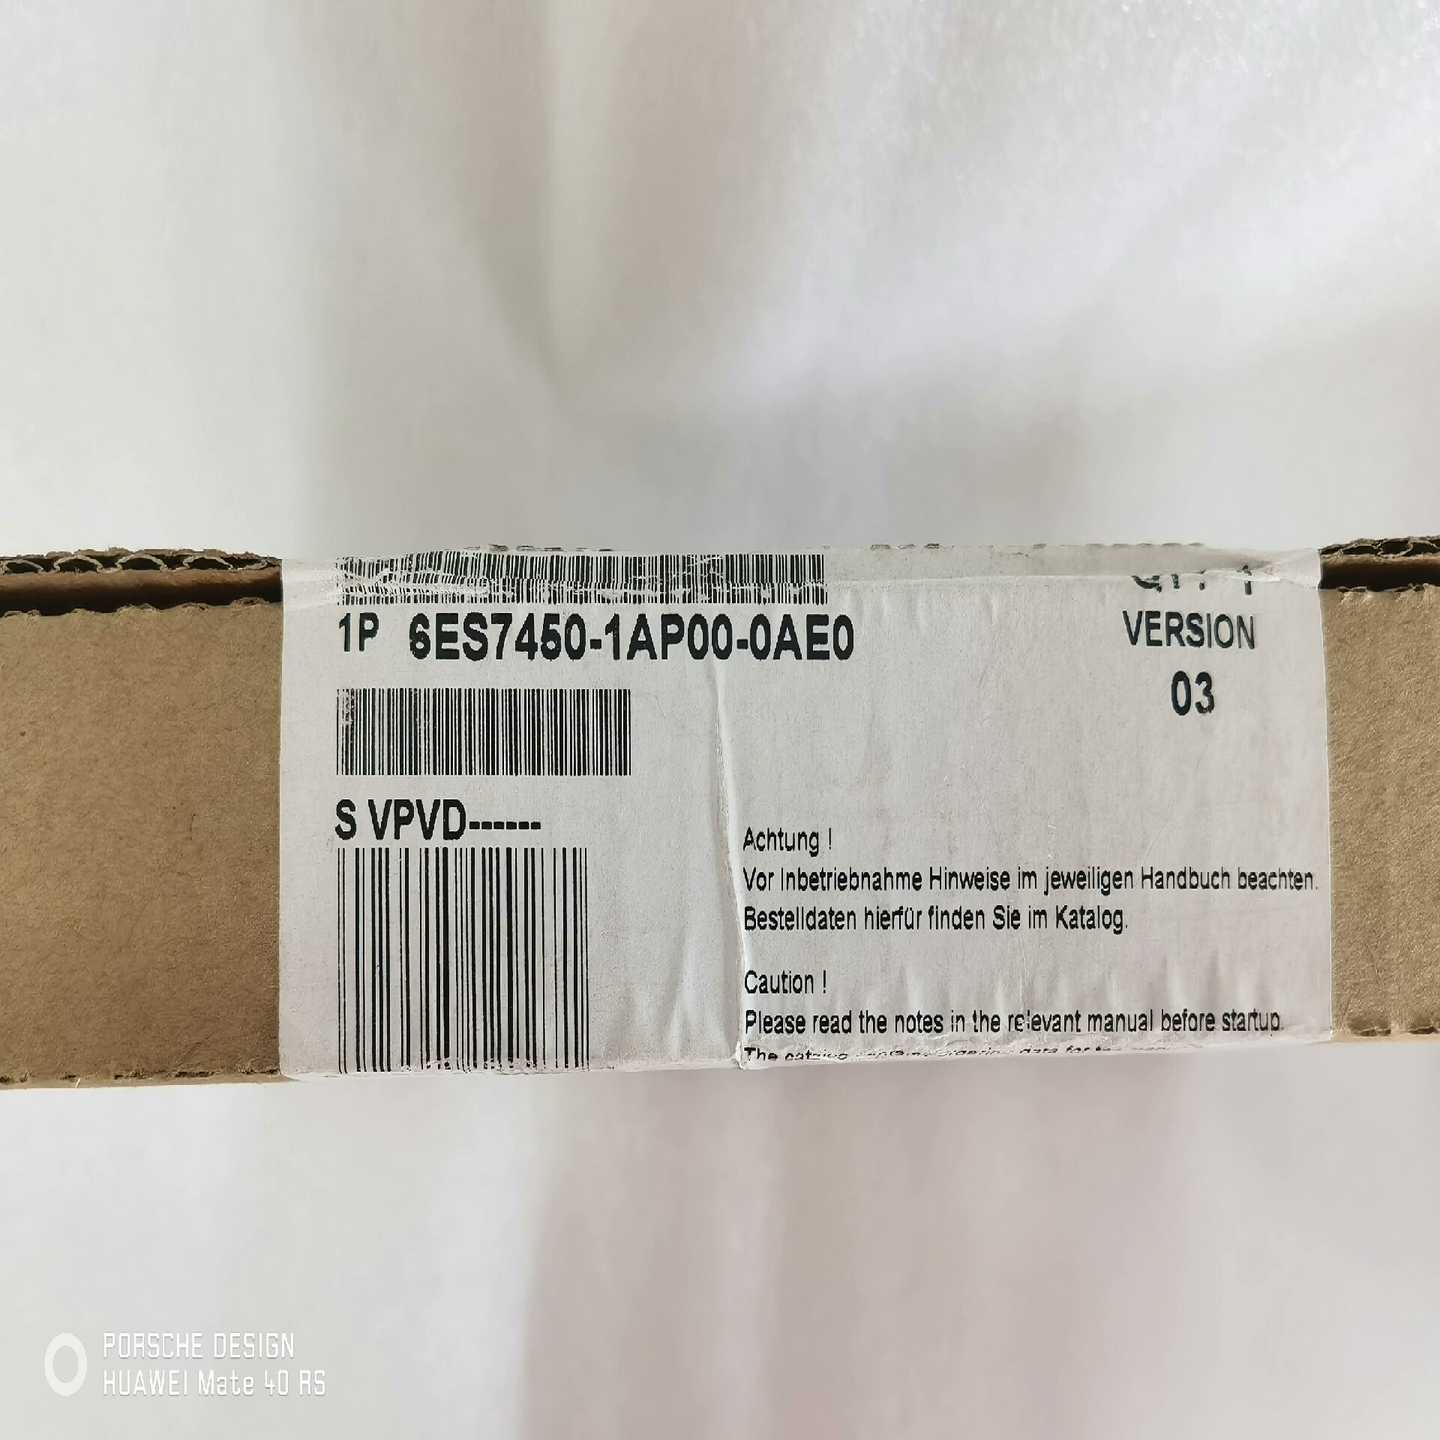 1P 6ES7450-1AP00-0AE0
VERSION
03
S VPVD------
Achtung !
Vor Inbetriebnahme Hinweise im jeweiligen Handbuch beachten.
Bestelldaten hierfür finden Sie im Katalog.
Caution !
Please read the notes in the relevant manual before startup.
The
PORSCHE DESIGN
HUAWEI Mate 40 RS